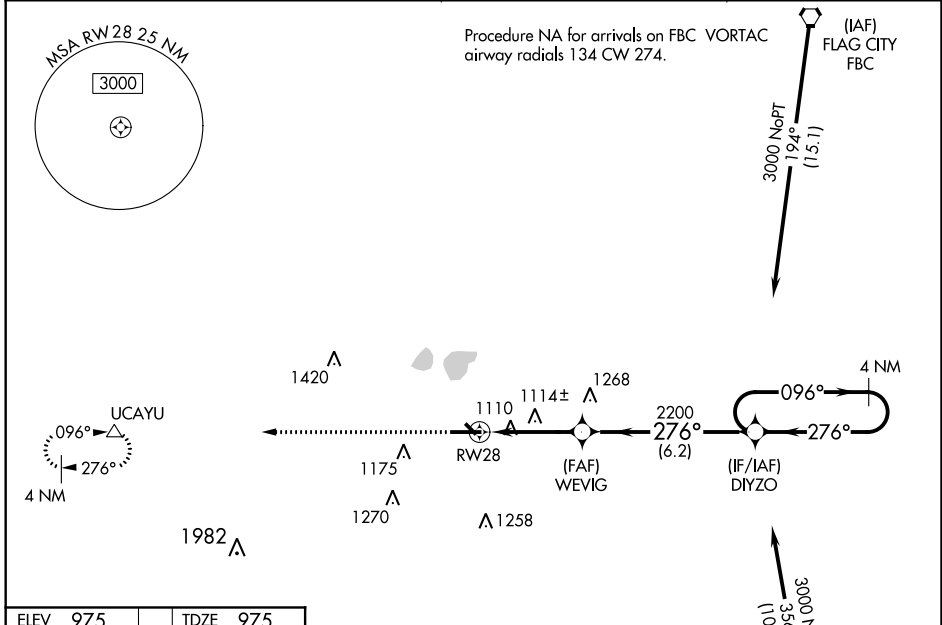 MSA RW28 25 NM
3000
Procedure NA for arrivals on FBC VORTAC
airway radials 134 CW 274.
(IAF)
FLAG CITY
FBC
3000 NoPT
194°
(15.1)
1420
1110
1114±
1268
4 NM
096°
2200
276°
(6.2)
276°
UCAYU
096°
276°
4 NM
RW28
(FAF)
WEVIG
(IF/IAF)
DIYZO
1175
1270
1258
1982
3000
ELEV 975
TDZE 975